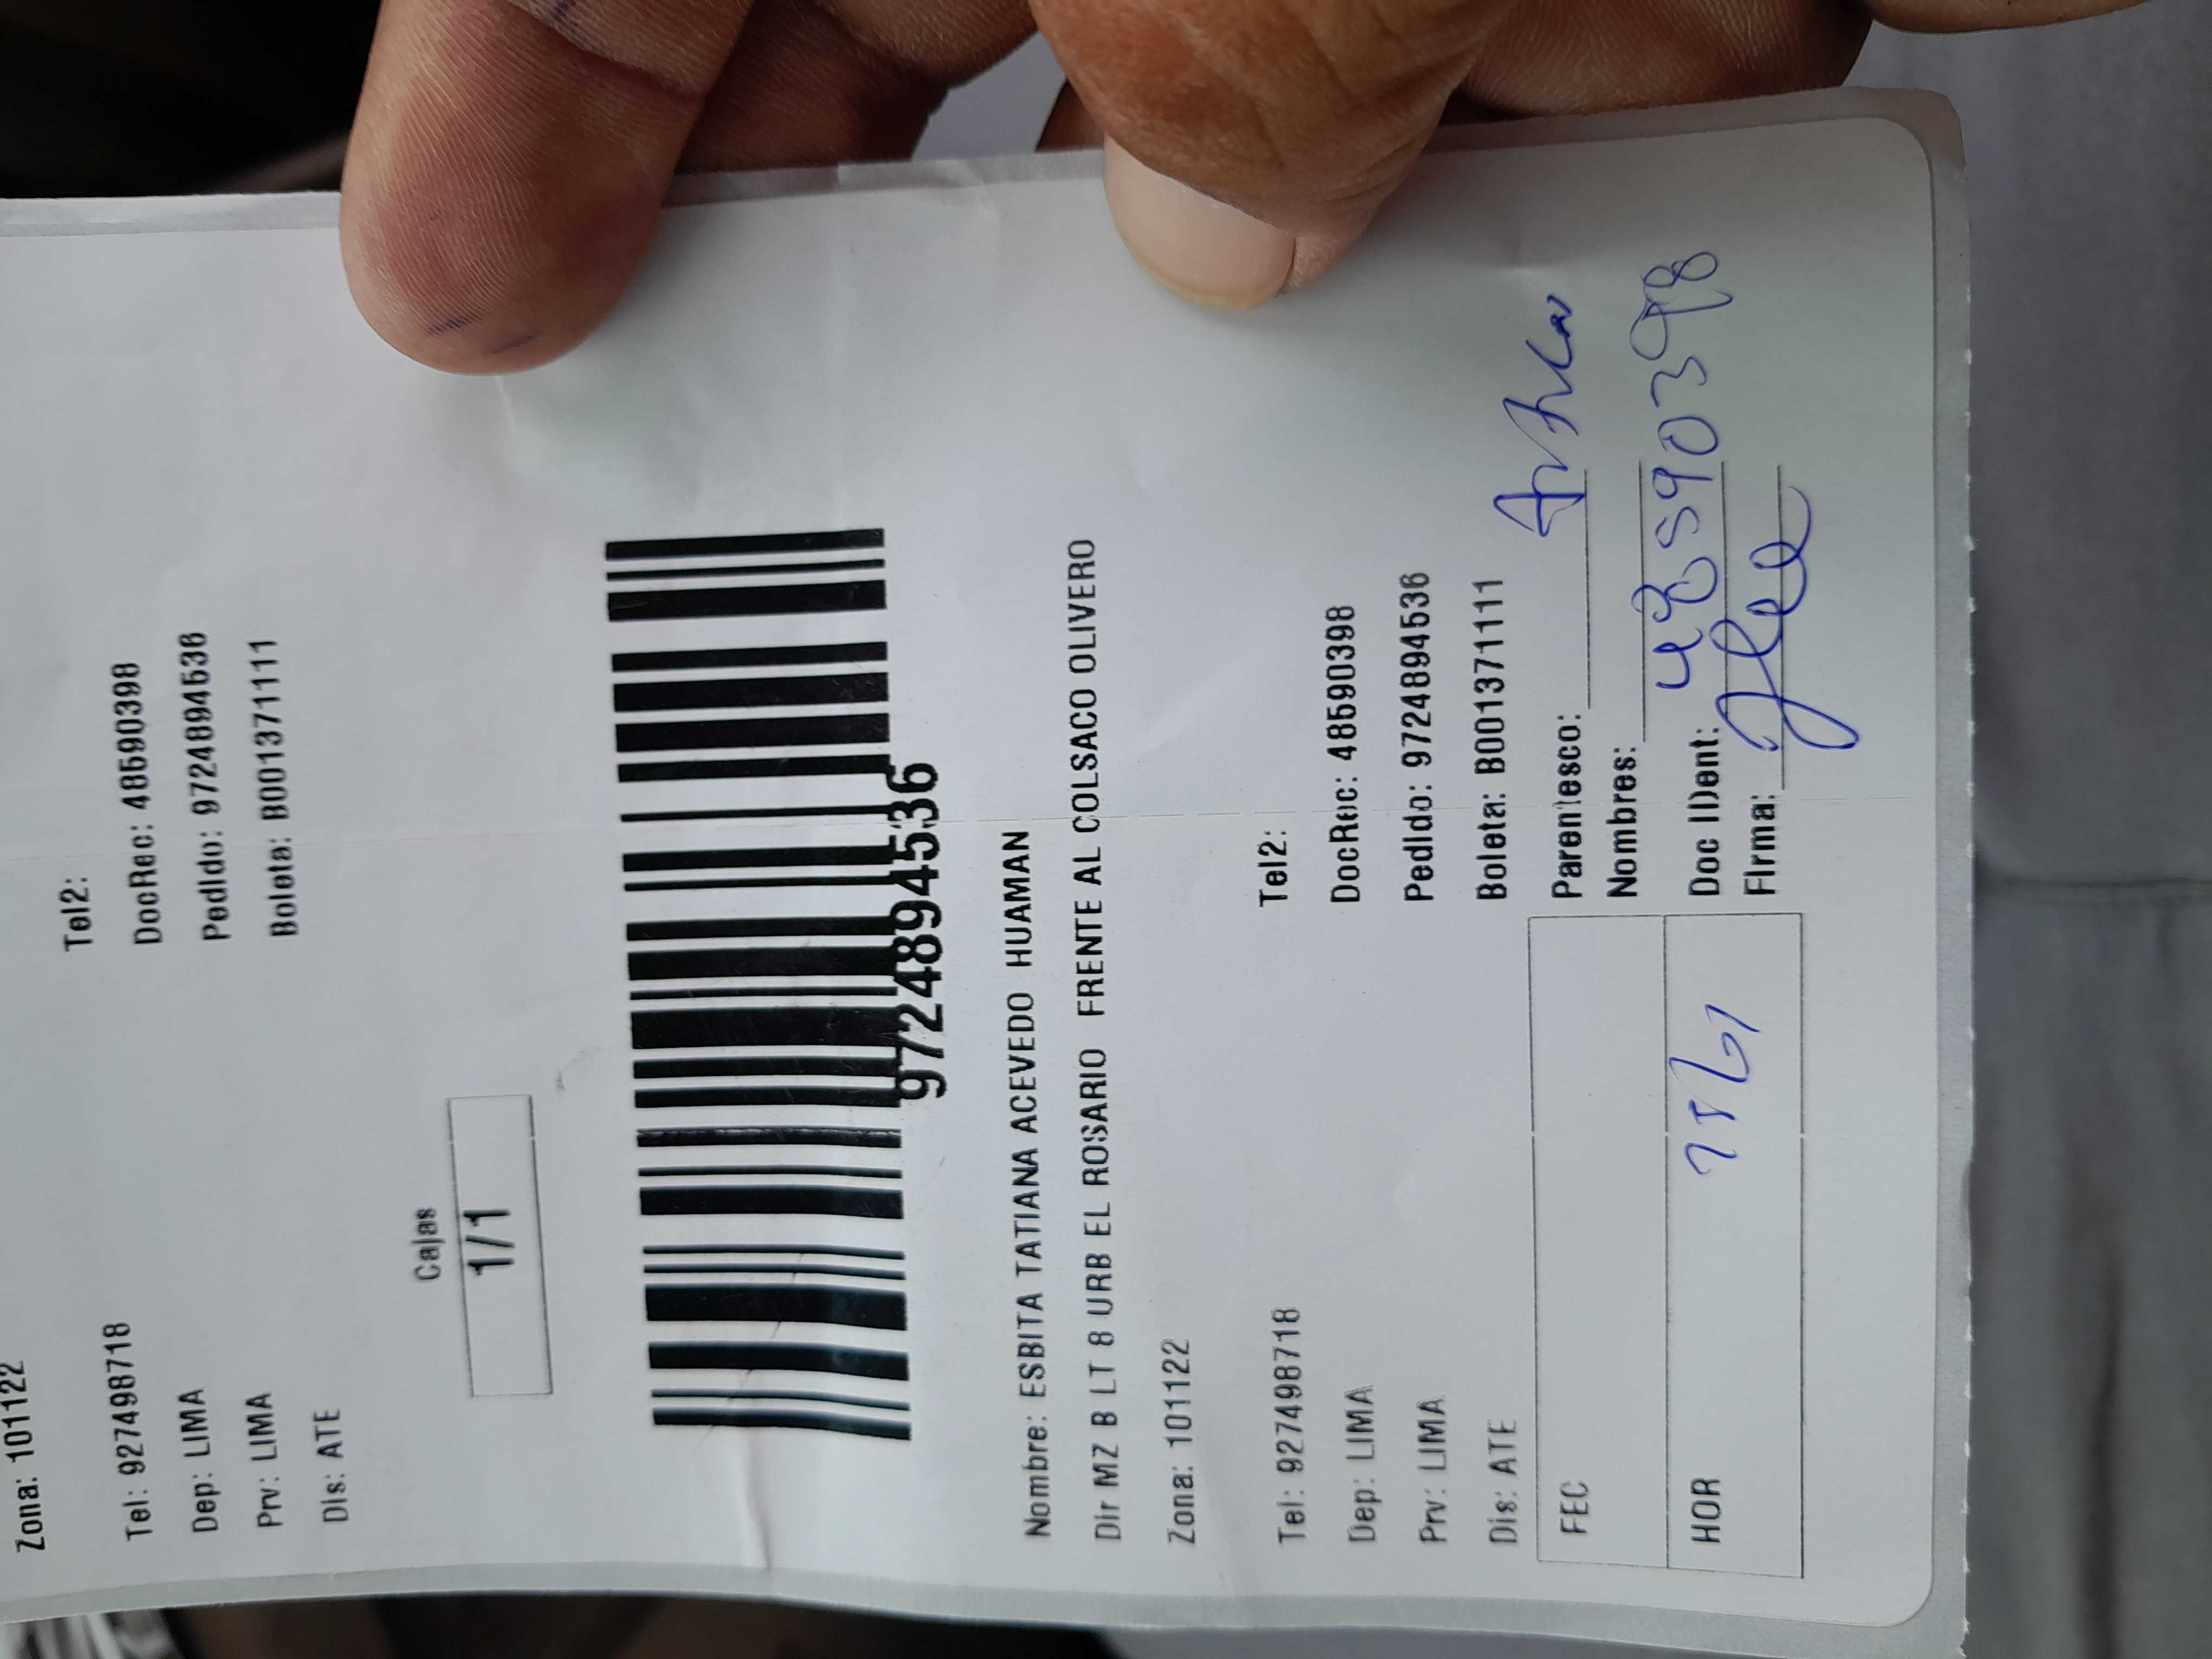 Zona: 101122
Tel: 927498718 Tel2:
Dep: LIMA DocRec: 48590398
Prv: LIMA Pedido: 97248945­36
Dis: ATE Boleta: B001371111
Cajas
1/1
9724894536
Nombre: ESBITA TATIANA ACEVEDO HUAMAN
Dir MZ B LT 8 URB EL ROSARIO FRENTE AL COLSACO OLIVERO
Zona: 101122
Tel: 927498718 Tel2:
Dep: LIMA DocRec: 48590398
Prv: LIMA Pedido: 9724894536
Dis: ATE Boleta: B001371111
FEC Parentesco:
Nombres:
HOR Doc IDent: 48590398
Firma: